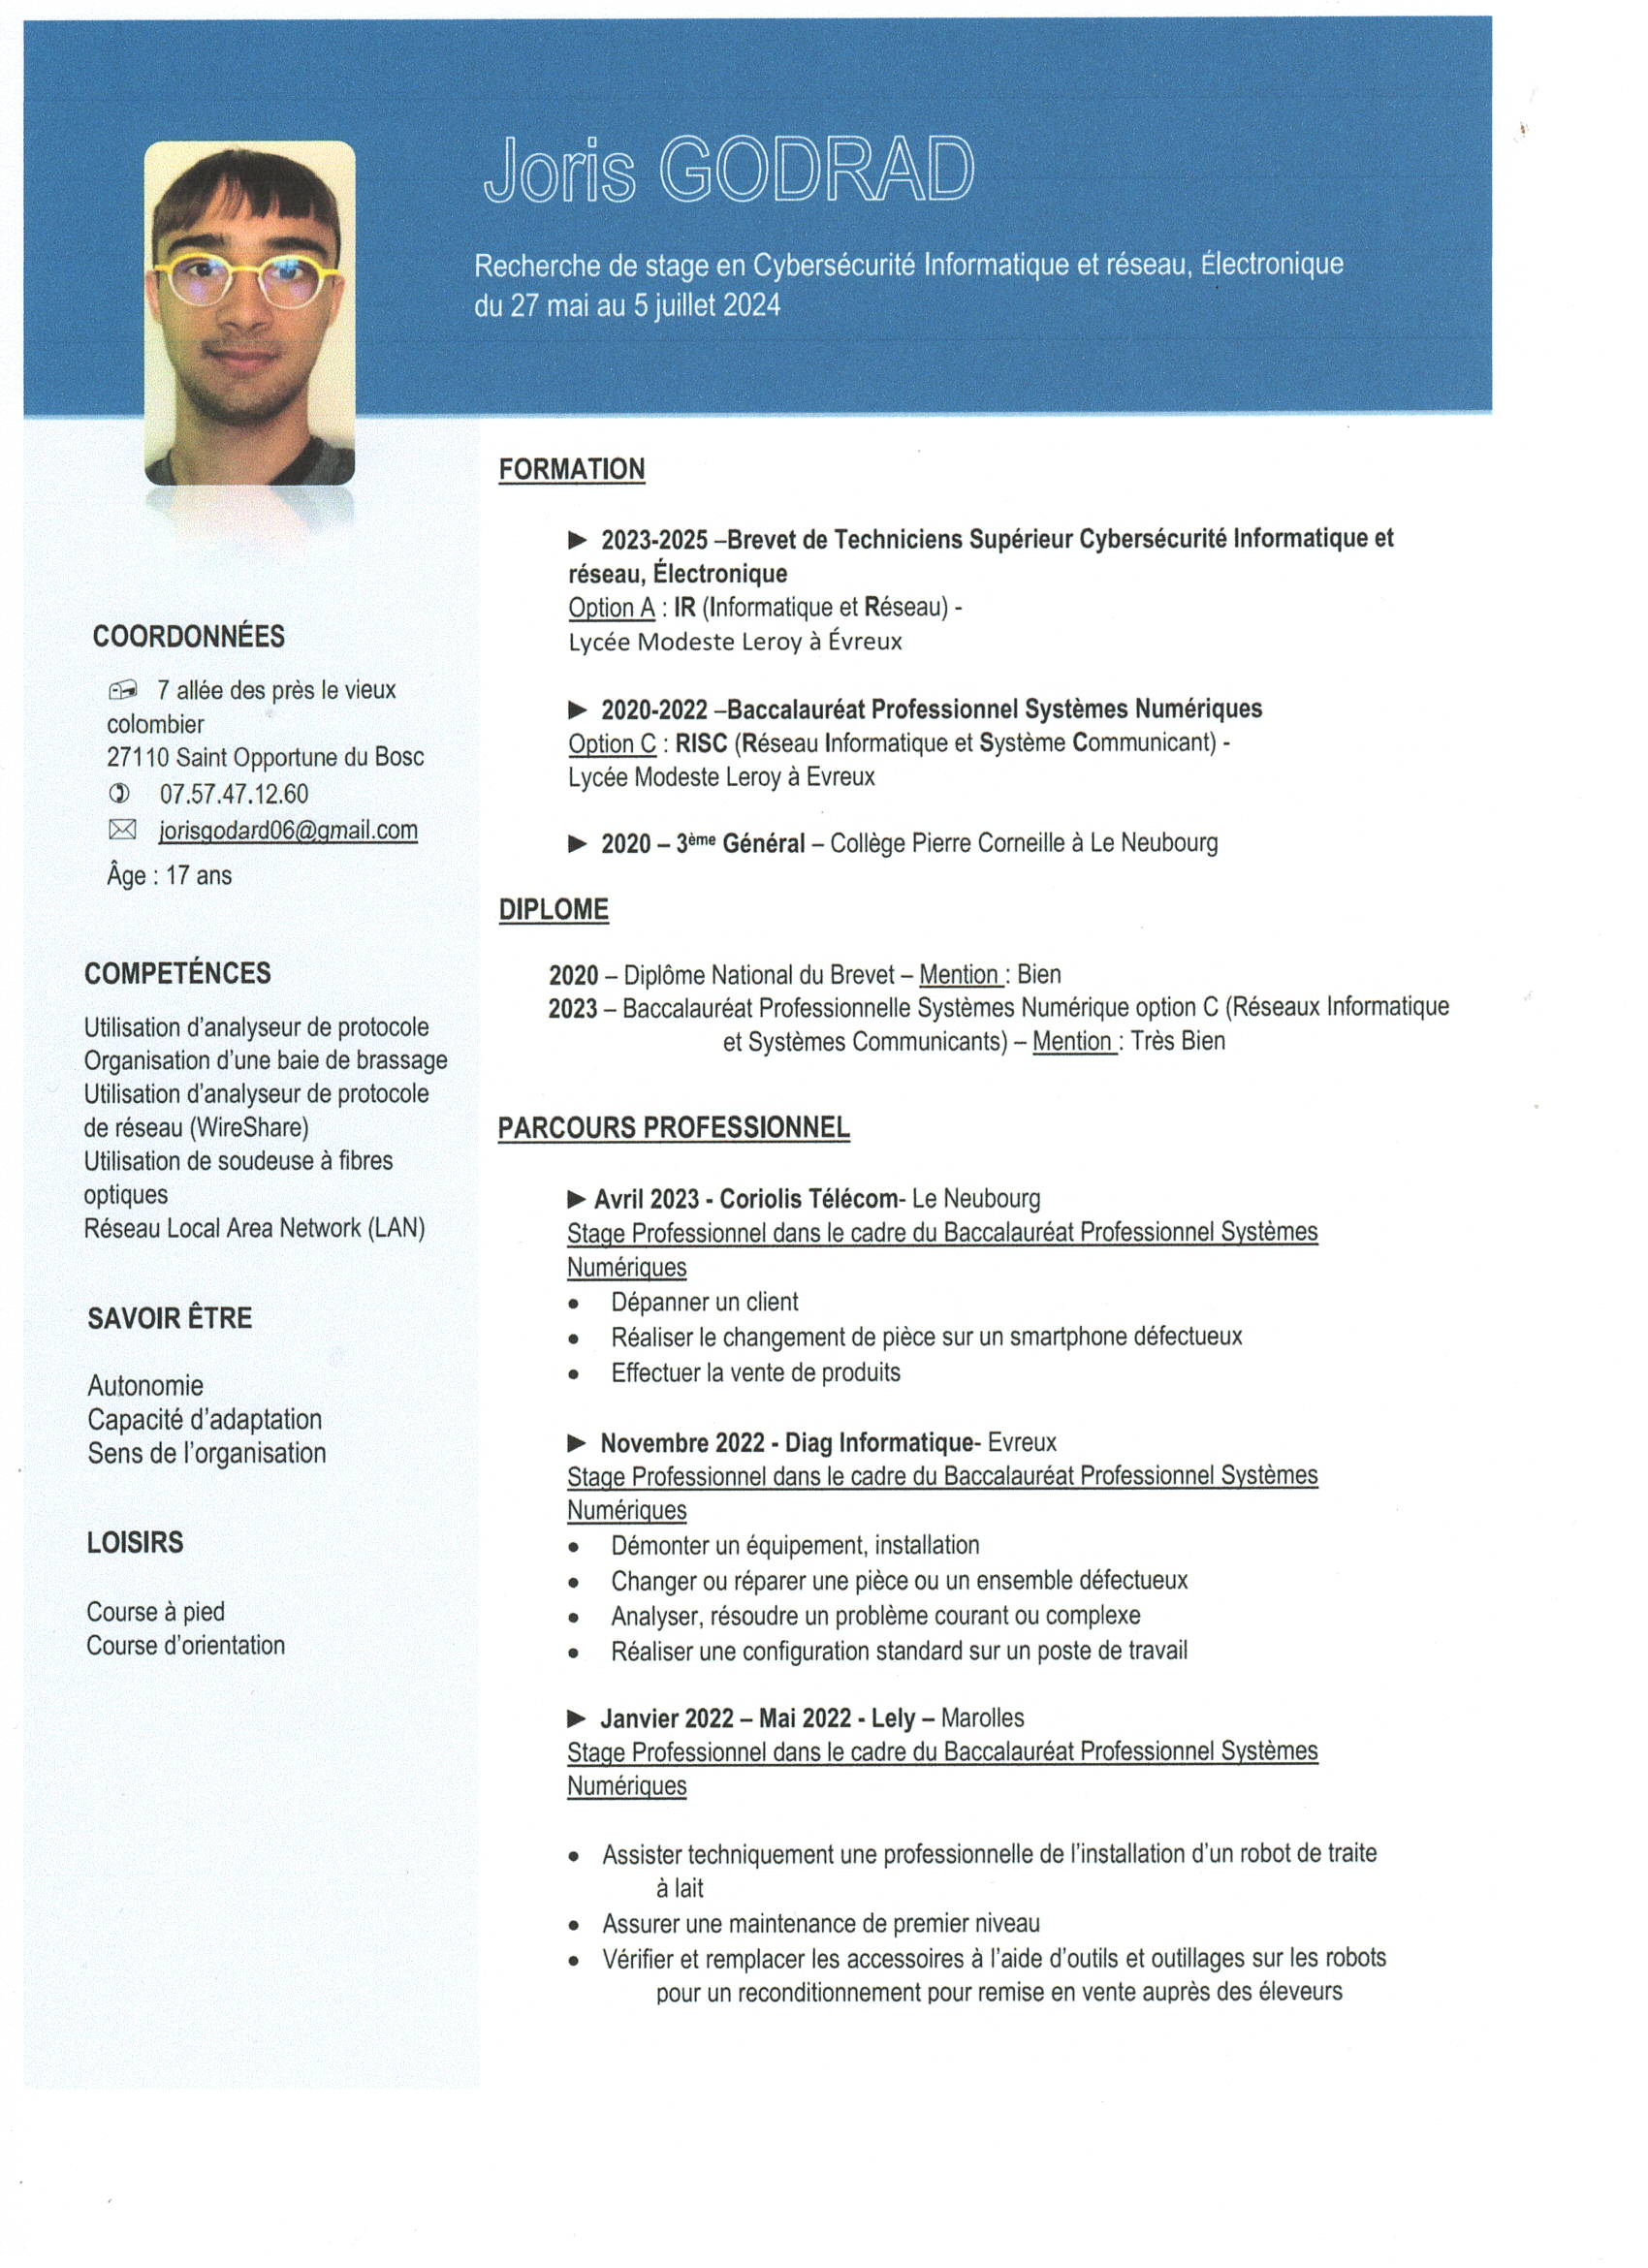 Joris GODRAD
Recherche de stage en Cybersécurité Informatique et réseau, Électronique
du 27 mai au 5 juillet 2024
COORDONNÉES
7 allée des près le vieux
colombier
27110 Saint Opportune du Bosc
07.57.47.12.60
jorisgodard06@gmail.com
Âge : 17 ans
COMPETÉNCES
Utilisation d'analyseur de protocole
Organisation d'une baie de brassage
Utilisation d'analyseur de protocole
de réseau (WireShare)
Utilisation de soudeuse à fibres
optiques
Réseau Local Area Network (LAN)
SAVOIR ÊTRE
Autonomie
Capacité d'adaptation
Sens de l'organisation
LOISIRS
Course à pied
Course d'orientation
FORMATION
► 2023-2025 –Brevet de Techniciens Supérieur Cybersécurité Informatique et
réseau, Électronique
Option A : IR (Informatique et Réseau) -
Lycée Modeste Leroy à Évreux
► 2020-2022 –Baccalauréat Professionnel Systèmes Numériques
Option C : RISC (Réseau Informatique et Système Communicant) -
Lycée Modeste Leroy à Evreux
► 2020 – 3ème Général – Collège Pierre Corneille à Le Neubourg
DIPLOME
2020 – Diplôme National du Brevet – Mention : Bien
2023 – Baccalauréat Professionnelle Systèmes Numérique option C (Réseaux Informatique
et Systèmes Communicants) – Mention : Très Bien
PARCOURS PROFESSIONNEL
► Avril 2023 - Coriolis Télécom- Le Neubourg
Stage Professionnel dans le cadre du Baccalauréat Professionnel Systèmes
Numériques
• Dépanner un client
• Réaliser le changement de pièce sur un smartphone défectueux
• Effectuer la vente de produits
► Novembre 2022 - Diag Informatique- Evreux
Stage Professionnel dans le cadre du Baccalauréat Professionnel Systèmes
Numériques
• Démonter un équipement, installation
• Changer ou réparer une pièce ou un ensemble défectueux
• Analyser, résoudre un problème courant ou complexe
• Réaliser une configuration standard sur un poste de travail
► Janvier 2022 – Mai 2022 - Lely – Marolles
Stage Professionnel dans le cadre du Baccalauréat Professionnel Systèmes
Numériques
• Assister techniquement une professionnelle de l'installation d'un robot de traite
à lait
• Assurer une maintenance de premier niveau
• Vérifier et remplacer les accessoires à l'aide d'outils et outillages sur les robots
pour un reconditionnement pour remise en vente auprès des éleveurs